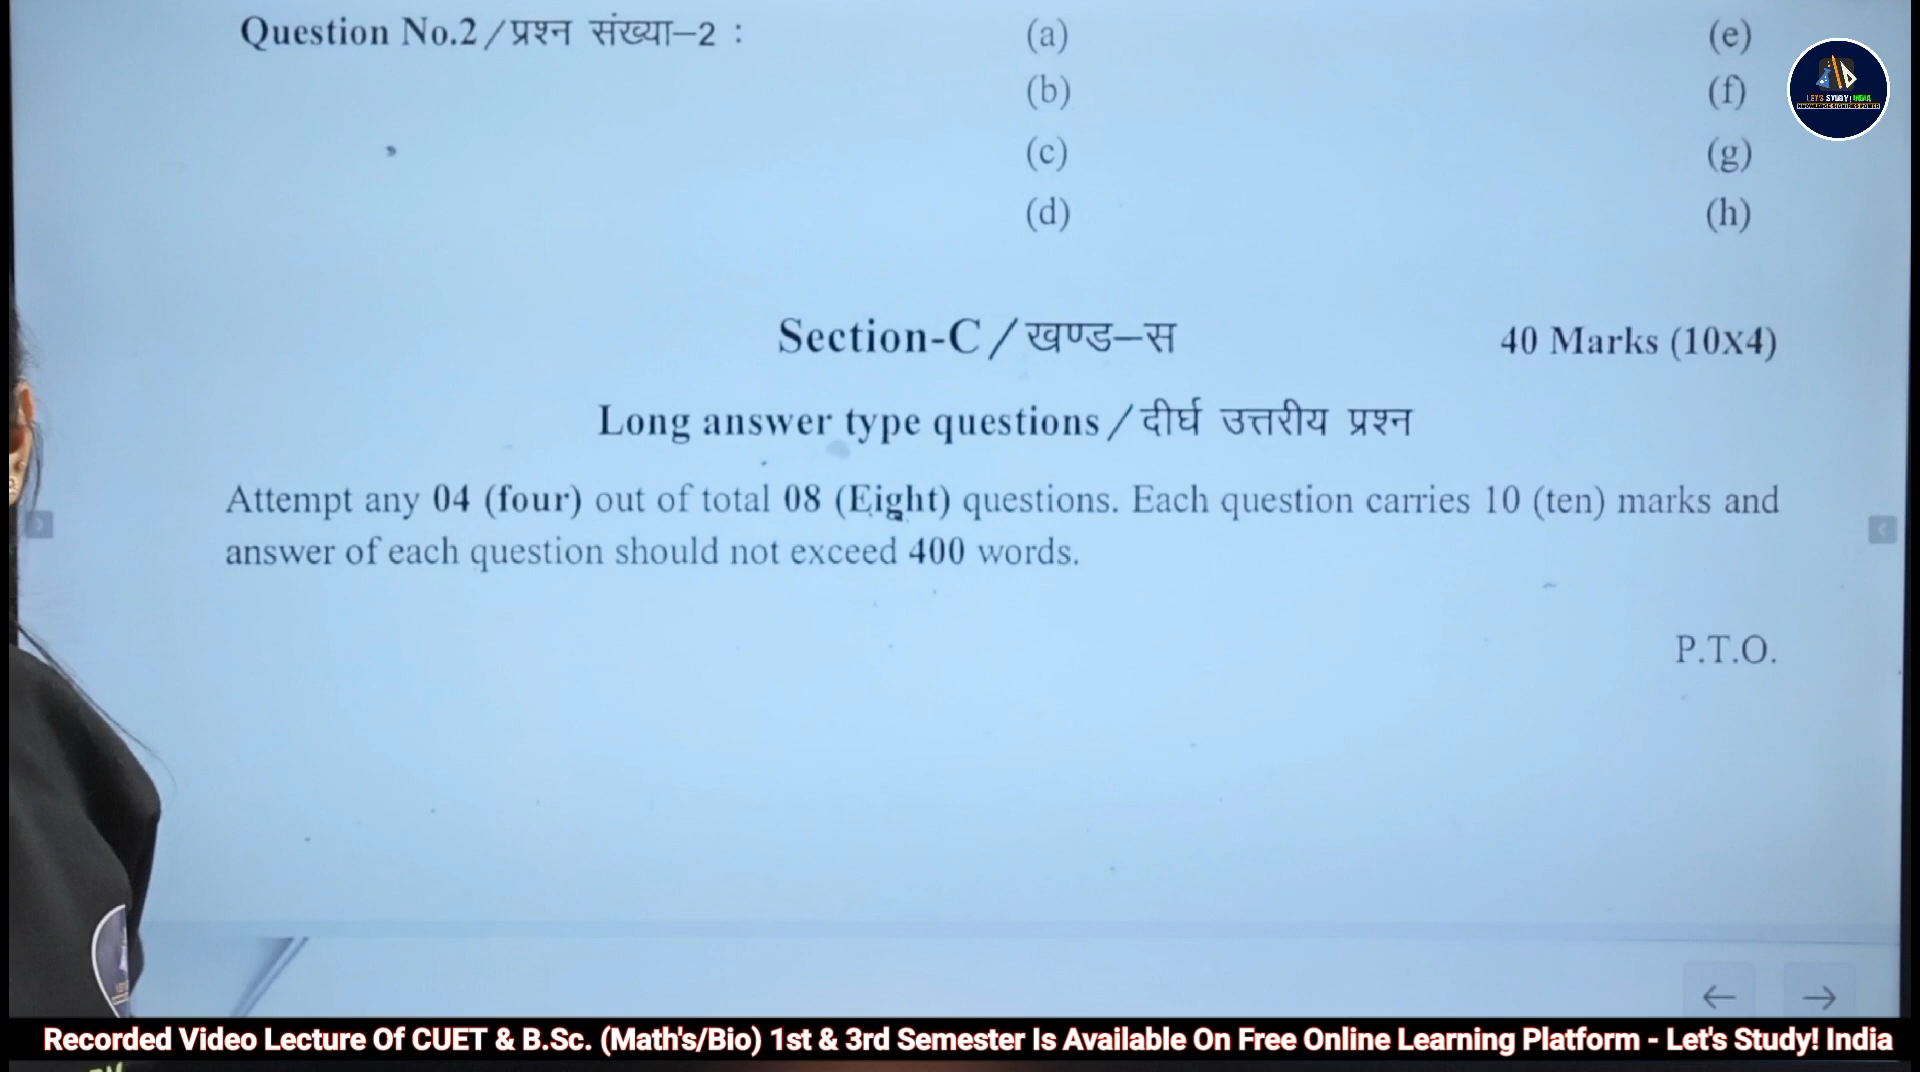 Question No.2 / प्रश्न संख्या–2 : (a) (e)
(b) (f)
(c) (g)
(d) (h)
Section-C / खण्ड–स 40 Marks (10x4)
Long answer type questions / दीर्घ उत्तरीय प्रश्न
Attempt any 04 (four) out of total 08 (Eight) questions. Each question carries 10 (ten) marks and
answer of each question should not exceed 400 words.
P.T.O.
LET'S STUDY! INDIA
Recorded Video Lecture Of CUET & B.Sc. (Math's/Bio) 1st & 3rd Semester Is Available On Free Online Learning Platform - Let's Study! India